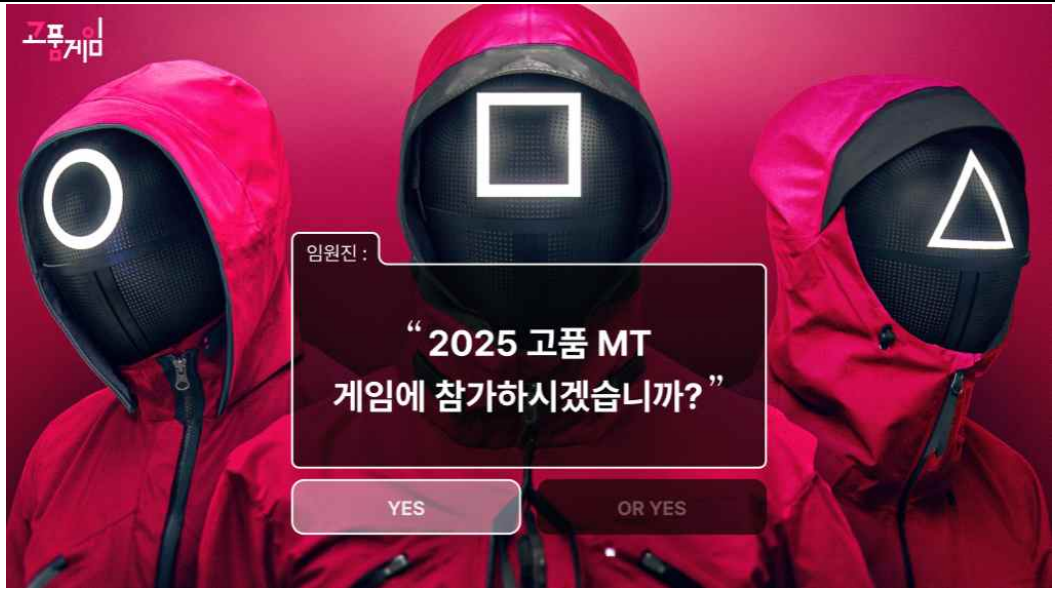 고품게임
임원진 :
“ 2025 고품 MT
게임에 참가하시겠습니까? ”
YES
OR YES